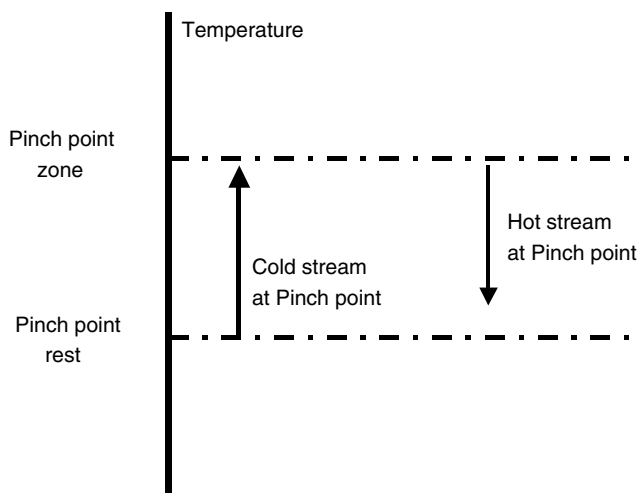 Temperature
Pinch point
zone
Hot stream
at Pinch point
Cold stream
at Pinch point
Pinch point
rest